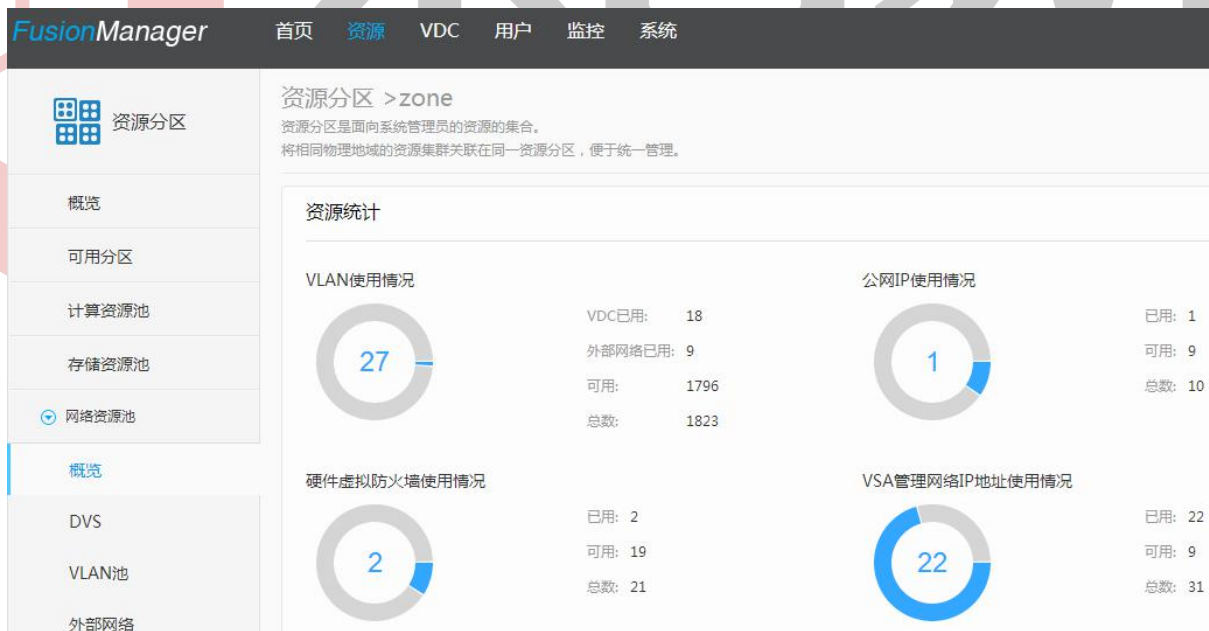 FusionManager 首页 资源 VDC 用户 监控 系统
资源分区
概览
可用分区
计算资源池
存储资源池
网络资源池
概览
DVS
VLAN池
外部网络
资源分区 >zone
资源分区是面向系统管理员的资源的集合。
将相同物理地域的资源集群关联在同一资源分区，便于统一管理。
资源统计
VLAN使用情况
27
VDC已用: 18
外部网络已用: 9
可用: 1796
总数: 1823
公网IP使用情况
1
已用: 1
可用: 9
总数: 10
硬件虚拟防火墙使用情况
2
已用: 2
可用: 19
总数: 21
VSA管理网络IP地址使用情况
22
已用: 22
可用: 9
总数: 31